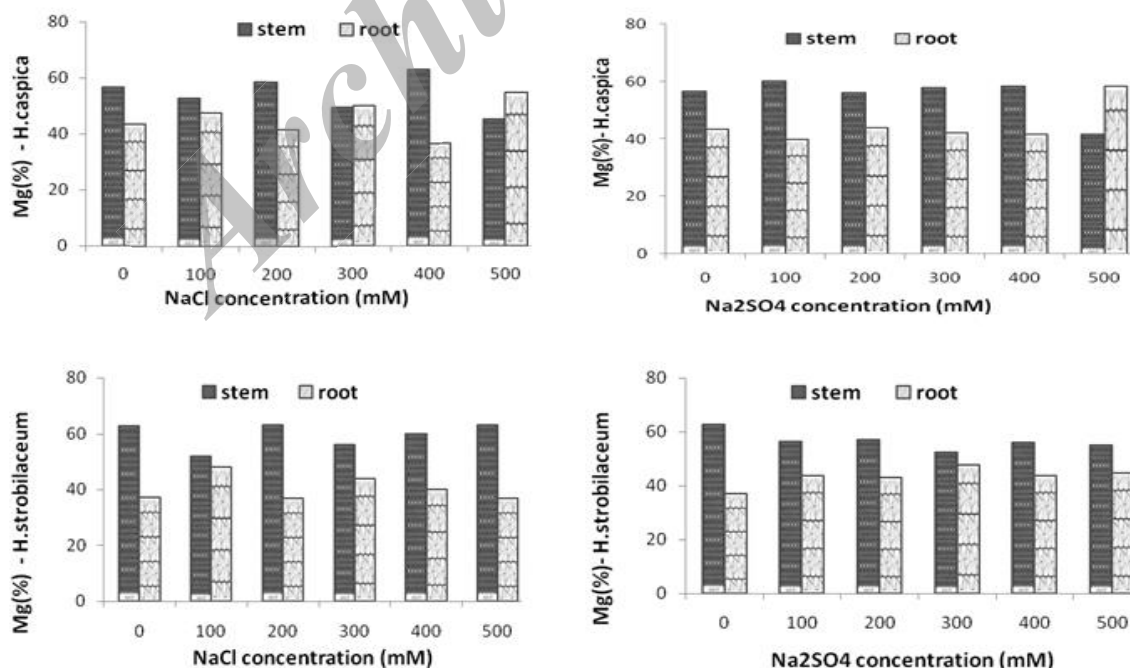 80
60
40
20
0
Mg(%) - H.caspica
stem root
0 100 200 300 400 500
NaCl concentration (mM)
80
60
40
20
0
Mg(%)- H.caspica
stem root
0 100 200 300 400 500
Na2SO4 concentration (mM)
80
60
40
20
0
Mg(%) - H.strobilaceum
stem root
0 100 200 300 400 500
NaCl concentration (mM)
80
60
40
20
0
Mg(%)- H.strobilaceum
stem root
0 100 200 300 400 500
Na2SO4 concentration (mM)
Archi